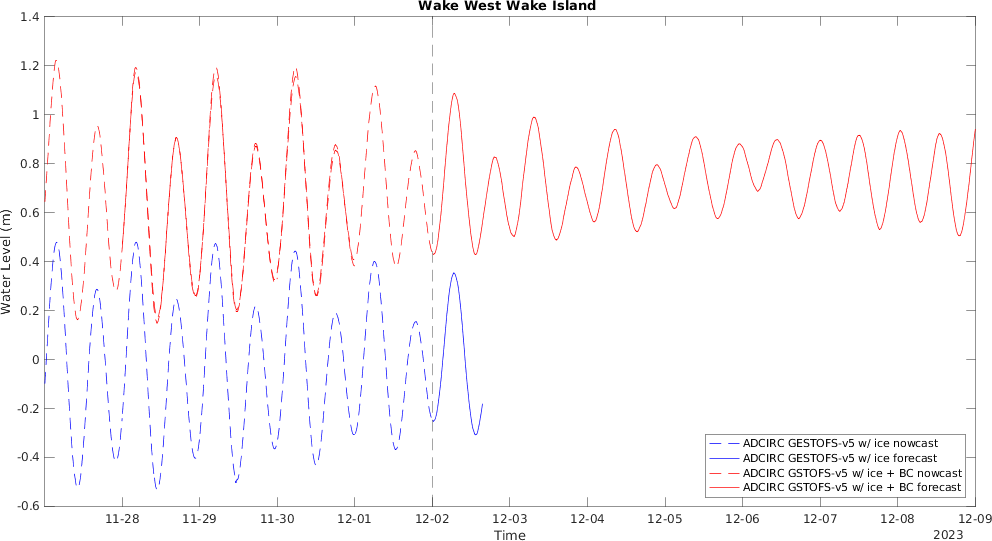 Wake West Wake Island
1.4
1.2
1
0.8
0.6
0.4
0.2
0
-0.2
-0.4
-0.6
Water Level (m)
ADCIRC GESTOFS-v5 w/ ice nowcast
ADCIRC GESTOFS-v5 w/ ice forecast
ADCIRC GSTOFS-v5 w/ ice + BC nowcast
ADCIRC GSTOFS-v5 w/ ice + BC forecast
11-28 11-29 11-30 12-01 12-02 12-03 12-04 12-05 12-06 12-07 12-08 12-09
Time
2023